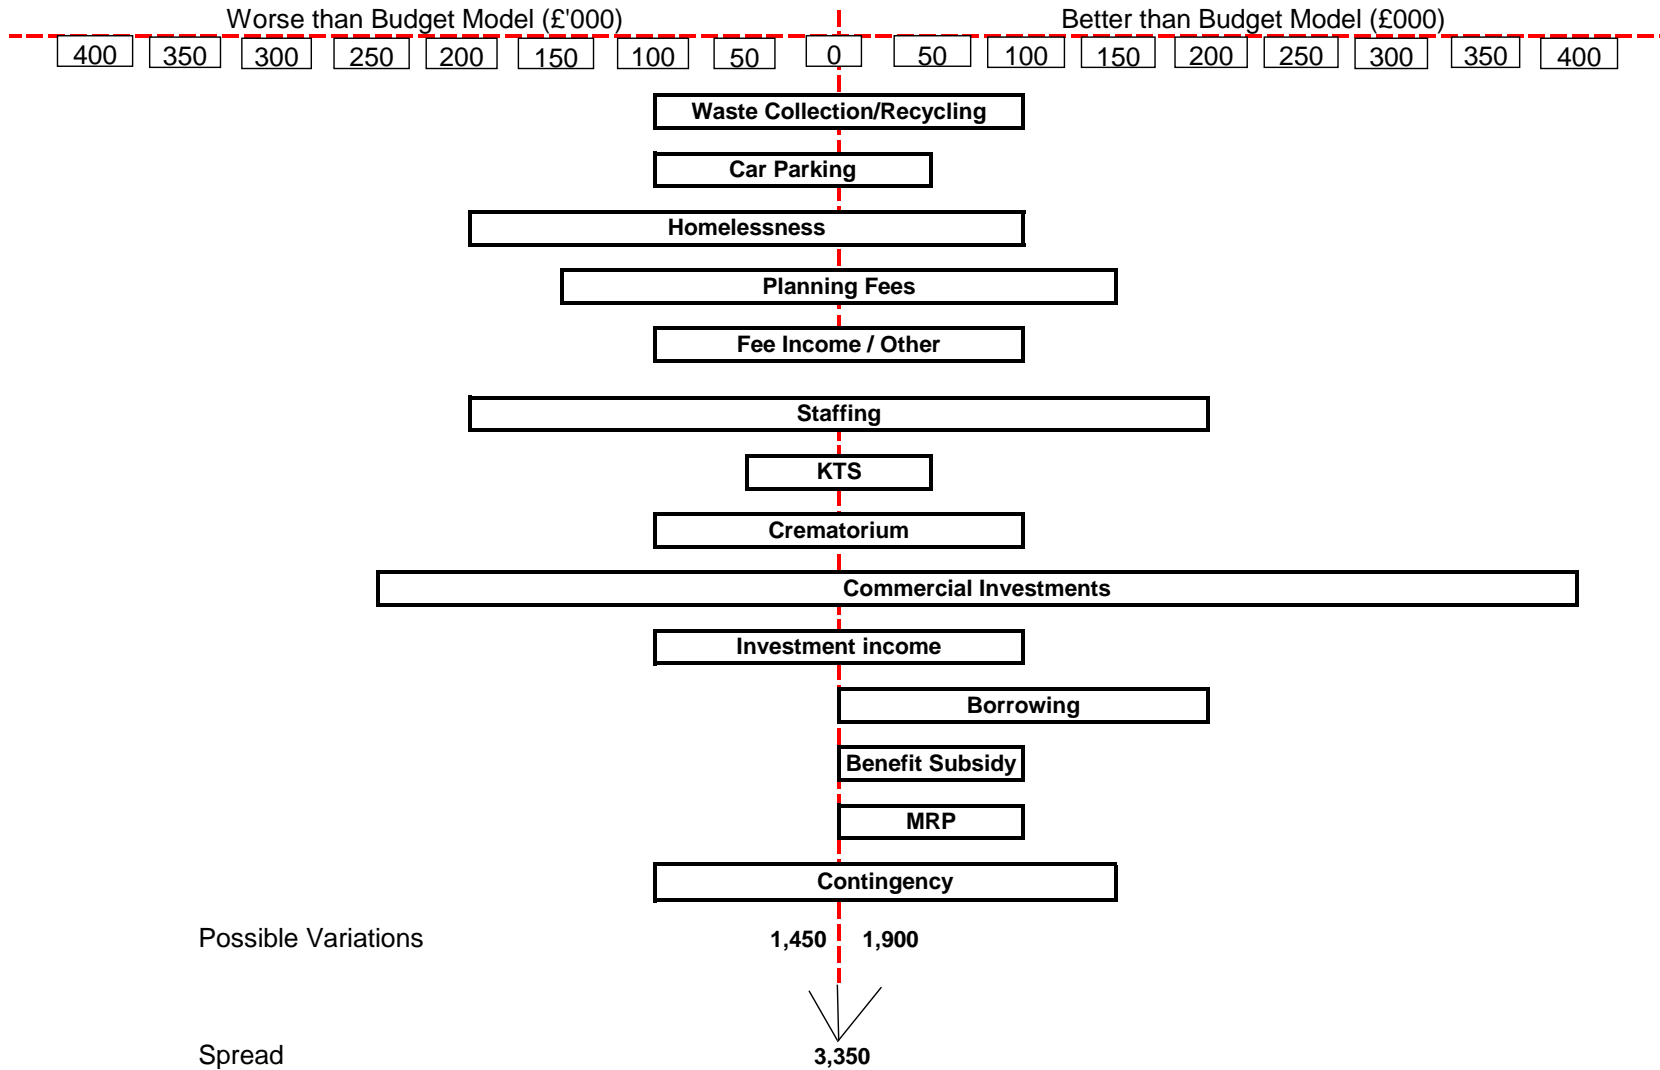 Worse than Budget Model (£'000) Better than Budget Model (£000)
400 350 300 250 200 150 100 50 0 50 100 150 200 250 300 350 400
Waste Collection/Recycling
Car Parking
Homelessness
Planning Fees
Fee Income / Other
Staffing
KTS
Crematorium
Commercial Investments
Investment income
Borrowing
Benefit Subsidy
MRP
Contingency
Possible Variations 1,450 1,900
Spread 3,350